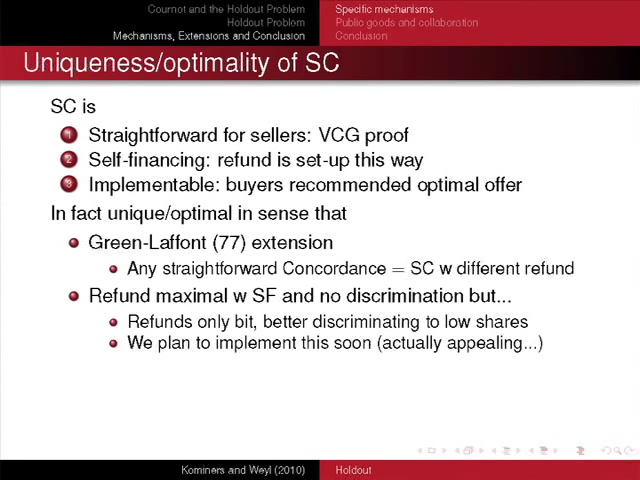 Cournot and the Holdout Problem
Holdout Problem
Mechanisms, Extensions and Conclusion
Specific mechanisms
Public goods and collaboration
Conclusion
Uniqueness/optimality of SC
SC is
1 Straightforward for sellers: VCG proof
2 Self-financing: refund is set-up this way
3 Implementable: buyers recommended optimal offer
In fact unique/optimal in sense that
Green-Laffont (77) extension
Any straightforward Concordance = SC w different refund
Refund maximal w SF and no discrimination but...
Refunds only bit, better discriminating to low shares
We plan to implement this soon (actually appealing...)
Kominers and Weyl (2010)
Holdout